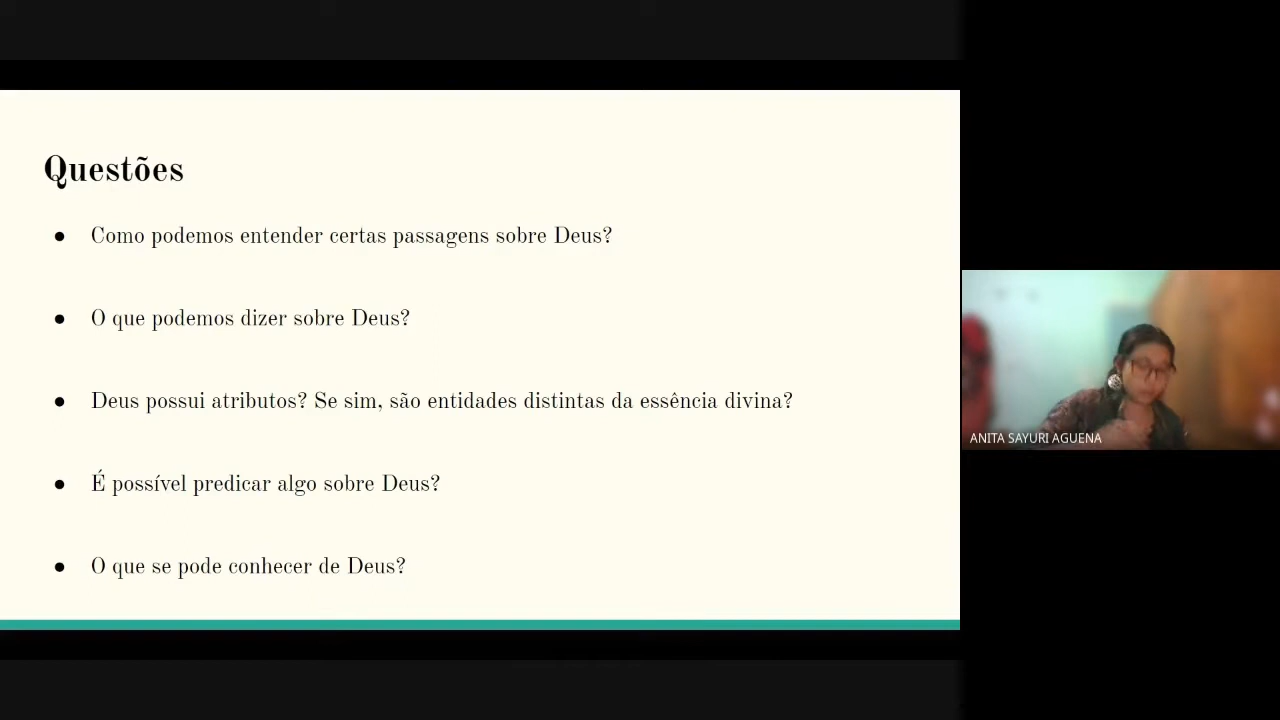 Questões
● Como podemos entender certas passagens sobre Deus?
● O que podemos dizer sobre Deus?
● Deus possui atributos? Se sim, são entidades distintas da essência divina?
● É possível predicar algo sobre Deus?
● O que se pode conhecer de Deus?
ANITA SAYURI AGUENA